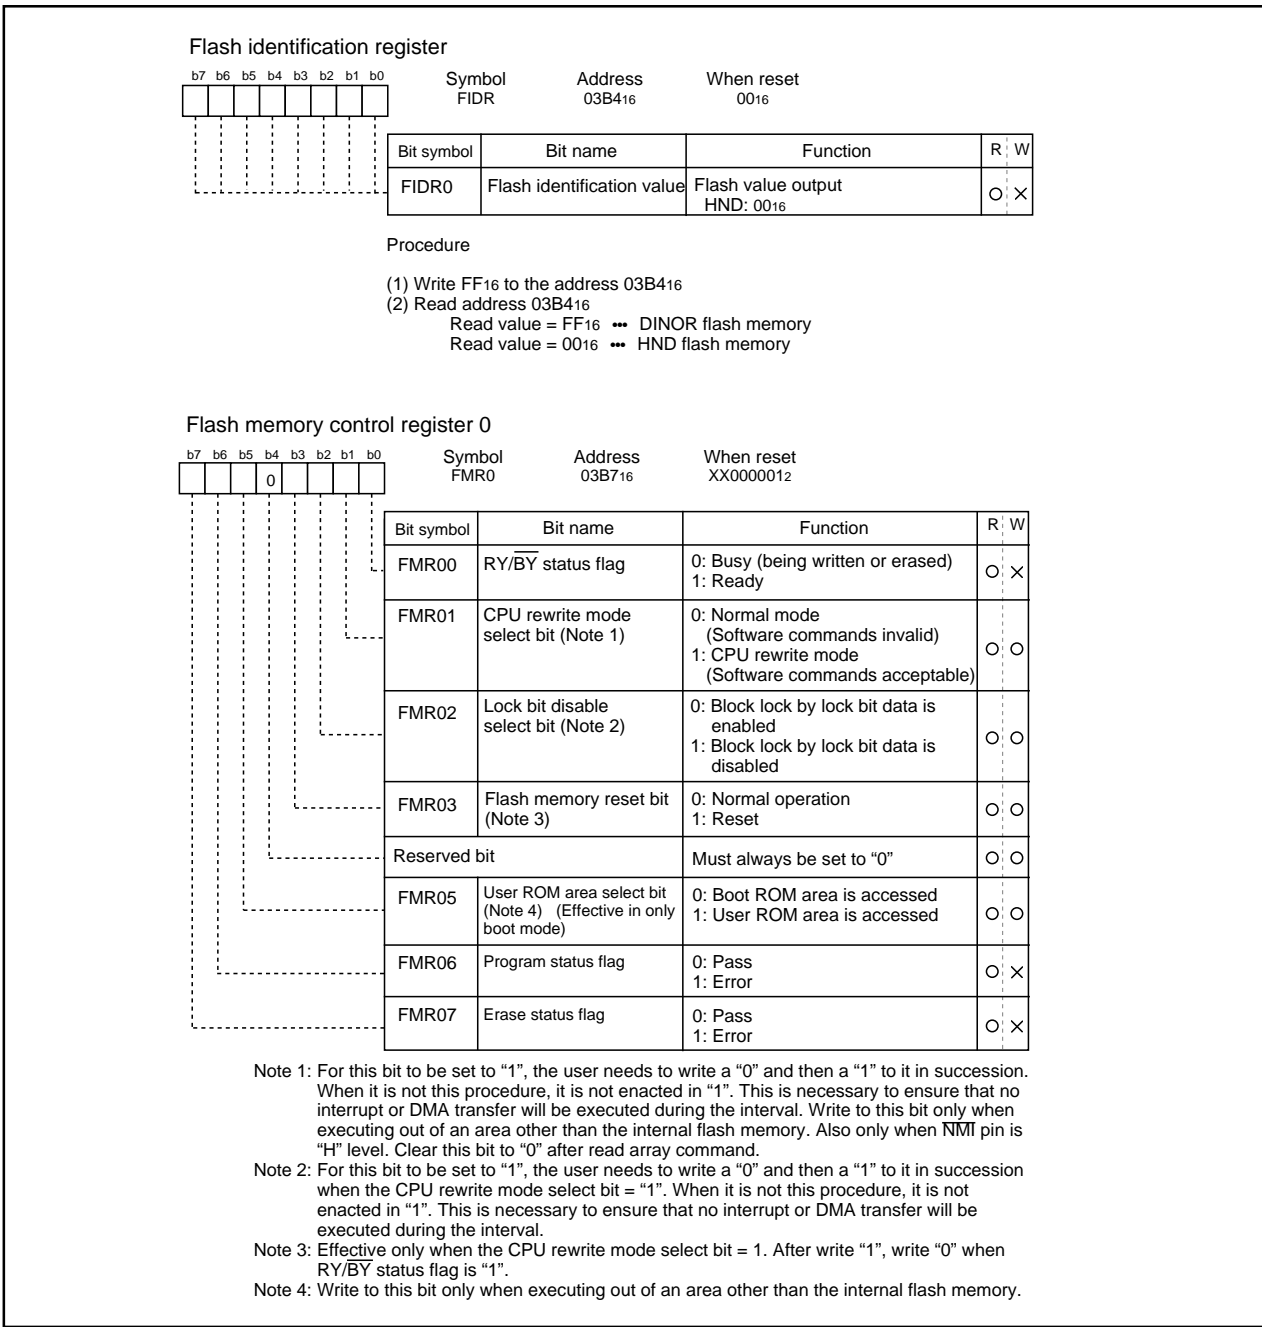 Flash identification register
b7 b6 b5 b4 b3 b2 b1 b0
Symbol Address When reset
FIDR 03B416 0016
Bit symbol Bit name Function R W
FIDR0 Flash identification value Flash value output
HND: 0016
Procedure
(1) Write FF16 to the address 03B416
(2) Read address 03B416
Read value = FF16 ••• DINOR flash memory
Read value = 0016 ••• HND flash memory
Flash memory control register 0
b7 b6 b5 b4 b3 b2 b1 b0
Symbol Address When reset
0
FMR0 03B716 XX0000012
Bit symbol Bit name Function R W
FMR00 RY/BY status flag 0: Busy (being written or erased)
1: Ready
FMR01 CPU rewrite mode 0: Normal mode
select bit (Note 1) (Software commands invalid)
1: CPU rewrite mode
(Software commands acceptable)
FMR02 Lock bit disable 0: Block lock by lock bit data is
select bit (Note 2) enabled
1: Block lock by lock bit data is
disabled
FMR03 Flash memory reset bit 0: Normal operation
(Note 3) 1: Reset
Reserved bit Must always be set to “0”
FMR05 User ROM area select bit 0: Boot ROM area is accessed
(Note 4) (Effective in only 1: User ROM area is accessed
boot mode)
FMR06 Program status flag 0: Pass
1: Error
FMR07 Erase status flag 0: Pass
1: Error
Note 1: For this bit to be set to “1”, the user needs to write a “0” and then a “1” to it in succession.
When it is not this procedure, it is not enacted in “1”. This is necessary to ensure that no
interrupt or DMA transfer will be executed during the interval. Write to this bit only when
executing out of an area other than the internal flash memory. Also only when NMI pin is
“H” level. Clear this bit to “0” after read array command.
Note 2: For this bit to be set to “1”, the user needs to write a “0” and then a “1” to it in succession
when the CPU rewrite mode select bit = “1”. When it is not this procedure, it is not
enacted in “1”. This is necessary to ensure that no interrupt or DMA transfer will be
executed during the interval.
Note 3: Effective only when the CPU rewrite mode select bit = 1. After write “1”, write “0” when
RY/BY status flag is “1”.
Note 4: Write to this bit only when executing out of an area other than the internal flash memory.